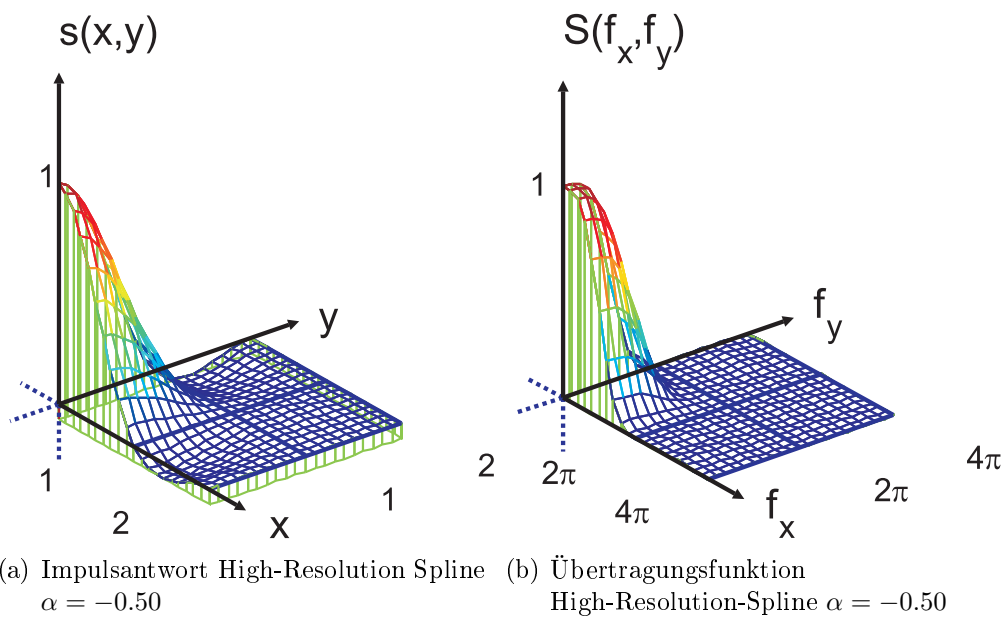 s(x,y)
1
y
x
1
2
1
2
(a) Impulsantwort High-Resolution Spline
α = −0.50
S(f_x,f_y)
1
f_y
f_x
2π
4π
2π
4π
(b) Übertragungsfunktion
High-Resolution-Spline α = −0.50